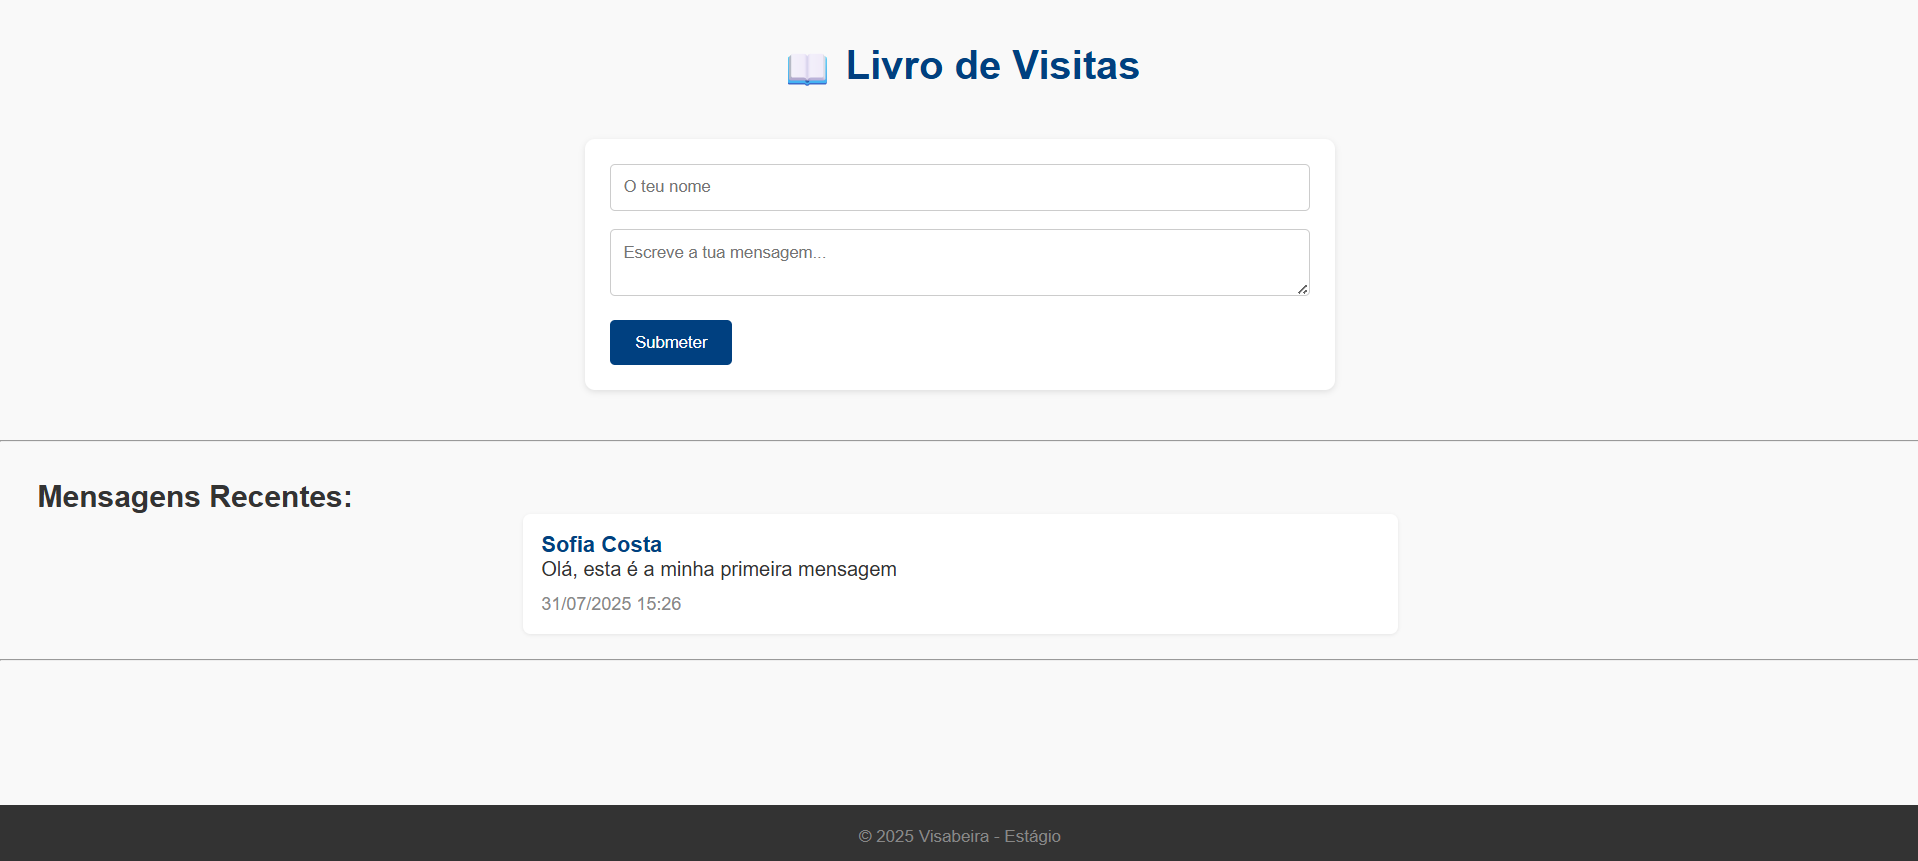 📖 Livro de Visitas
O teu nome
Escreve a tua mensagem...
Submeter
Mensagens Recentes:
Sofia Costa
Olá, esta é a minha primeira mensagem
31/07/2025 15:26
© 2025 Visabeira - Estágio